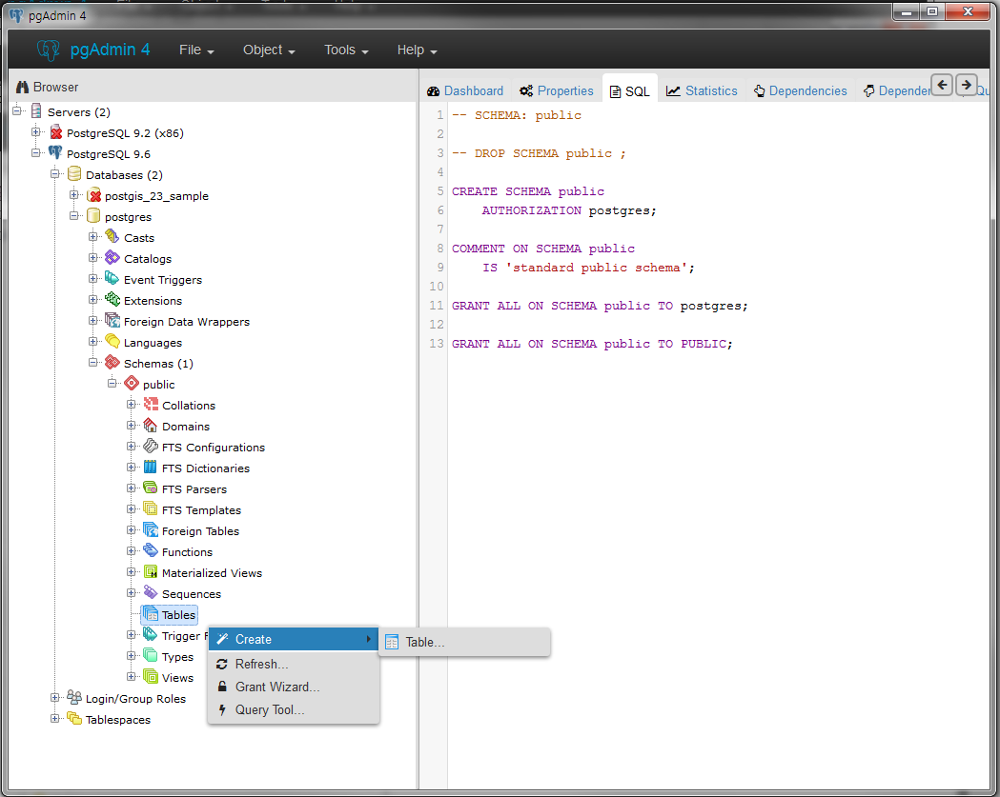 pgAdmin 4
pgAdmin 4 File Object Tools Help
Browser
Dashboard Properties SQL Statistics Dependencies Depender Qu
Servers (2)
PostgreSQL 9.2 (x86)
PostgreSQL 9.6
Databases (2)
postgis_23_sample
postgres
Casts
Catalogs
Event Triggers
Extensions
Foreign Data Wrappers
Languages
Schemas (1)
public
Collations
Domains
FTS Configurations
FTS Dictionaries
FTS Parsers
FTS Templates
Foreign Tables
Functions
Materialized Views
Sequences
Tables
Trigger F
Types
Views
Login/Group Roles
Tablespaces
Create
Refresh...
Grant Wizard...
Query Tool...
Table...
1 -- SCHEMA: public
2
3 -- DROP SCHEMA public ;
4
5 CREATE SCHEMA public
6 AUTHORIZATION postgres;
7
8 COMMENT ON SCHEMA public
9 IS 'standard public schema';
10
11 GRANT ALL ON SCHEMA public TO postgres;
12
13 GRANT ALL ON SCHEMA public TO PUBLIC;